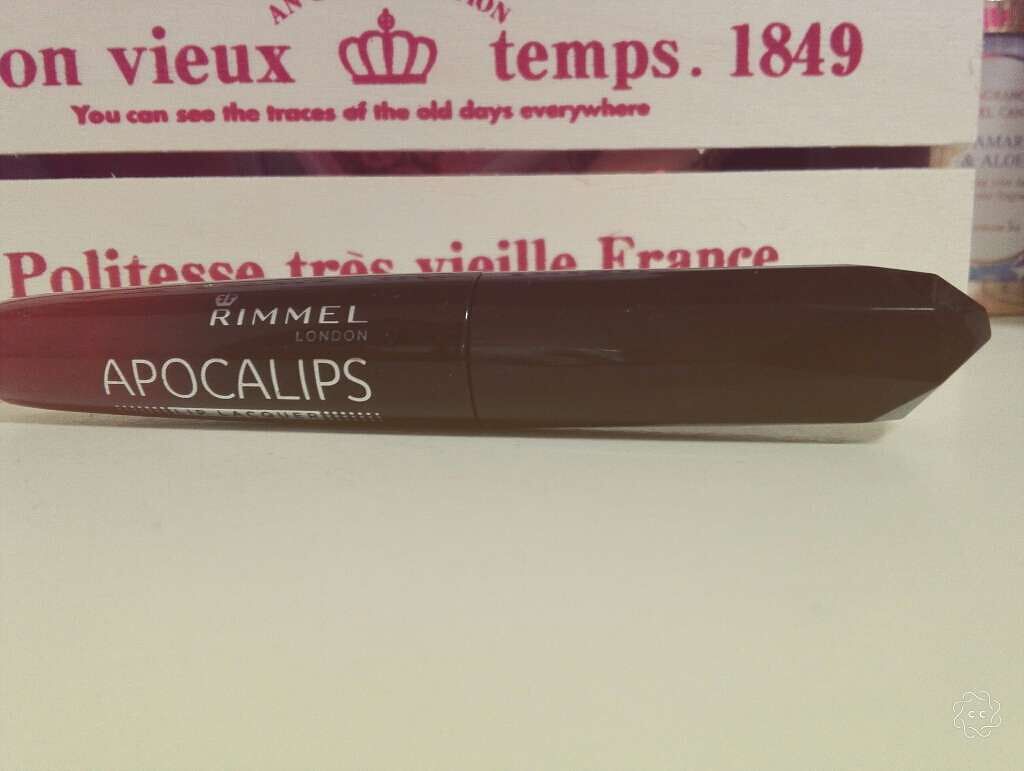 on vieux temps. 1849
You can see the traces of the old days everywhere
Politesse très vieille France
RIMMEL
LONDON
APOCALIPS
LIP LACQUER
& ALOE